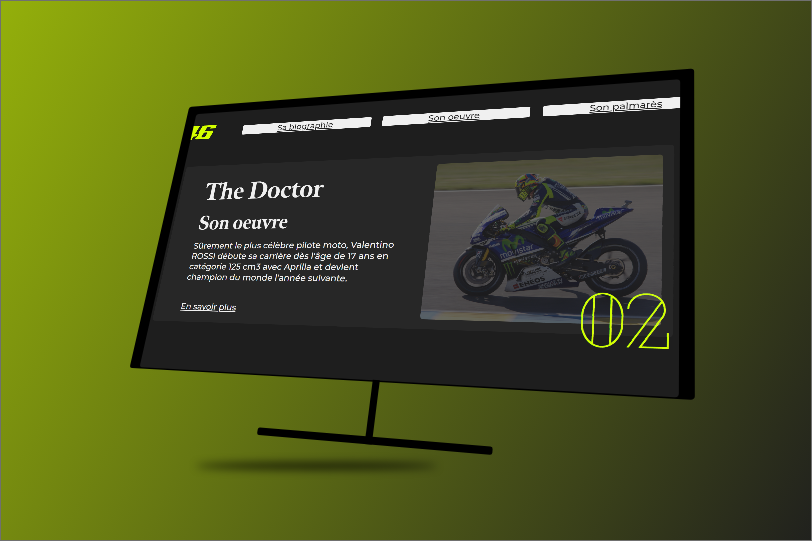 46
Sa biographie
Son oeuvre
Son palmarès
The Doctor
Son oeuvre
Sûrement le plus célèbre pilote moto, Valentino
ROSSI débute sa carrière dès l'âge de 17 ans en
catégorie 125 cm3 avec Aprilia et devient
champion du monde l'année suivante.
En savoir plus
movistar
ENEOS
02